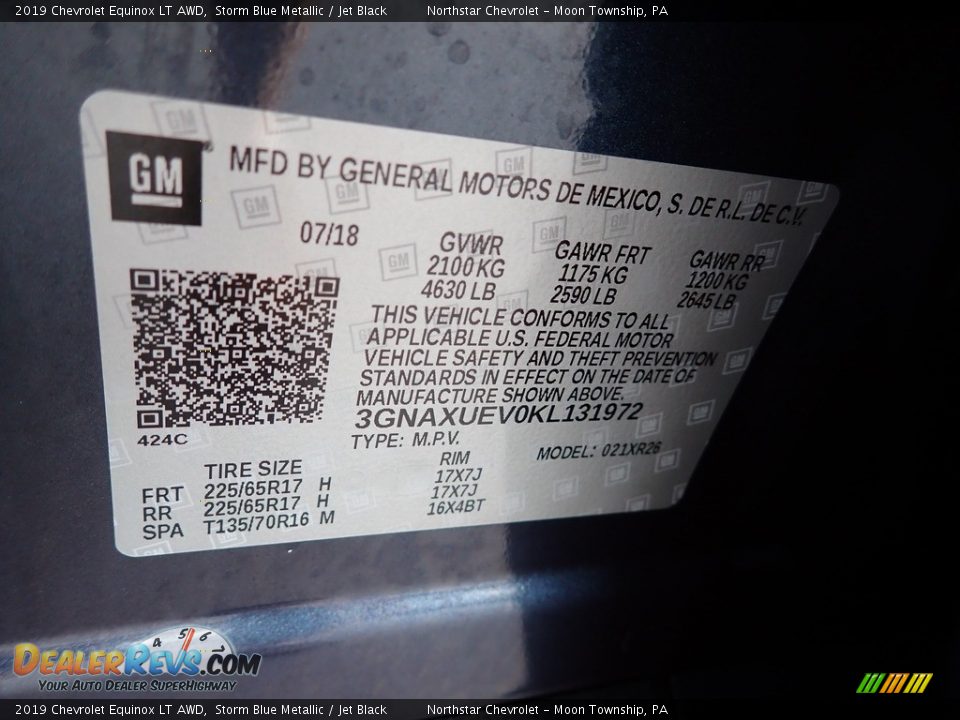 2019 Chevrolet Equinox LT AWD, Storm Blue Metallic / Jet Black Northstar Chevrolet - Moon Township, PA
GM
MFD BY GENERAL MOTORS DE MEXICO, S. DE R.L. DE C.V.
07/18
GVWR GAWR FRT GAWR RR
2100 KG 1175 KG 1200 KG
4630 LB 2590 LB 2645 LB
THIS VEHICLE CONFORMS TO ALL
APPLICABLE U.S. FEDERAL MOTOR
VEHICLE SAFETY AND THEFT PREVENTION
STANDARDS IN EFFECT ON THE DATE OF
MANUFACTURE SHOWN ABOVE.
3GNAXUEV0KL131972
424C
TYPE: M.P.V. MODEL: 021XR26
TIRE SIZE RIM
FRT 225/65R17 H 17X7J
RR 225/65R17 H 17X7J
SPA T135/70R16 M 16X4BT
4 5 6 7
DealerRevs.com
Your Auto Dealer SuperHighway
2019 Chevrolet Equinox LT AWD, Storm Blue Metallic / Jet Black Northstar Chevrolet - Moon Township, PA